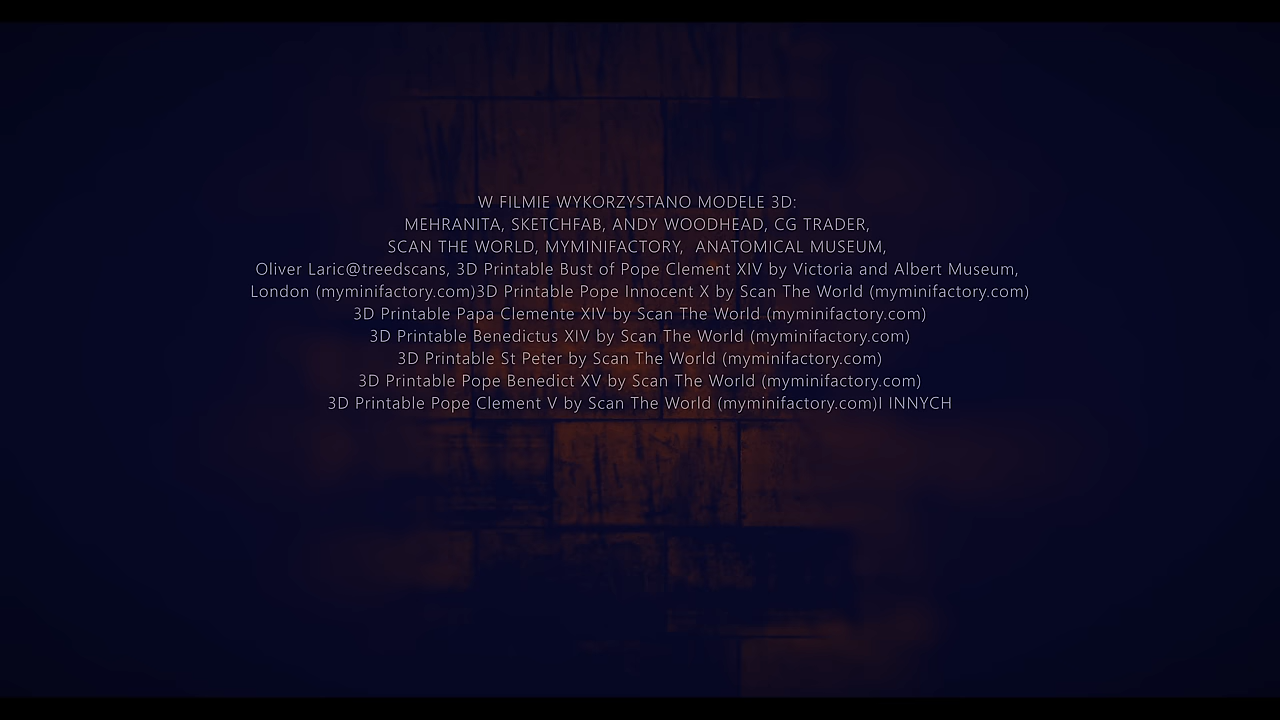 W FILMIE WYKORZYSTANO MODELE 3D:
MEHRANITA, SKETCHFAB, ANDY WOODHEAD, CG TRADER,
SCAN THE WORLD, MYMINIFACTORY,  ANATOMICAL MUSEUM,
Oliver Laric@treedscans, 3D Printable Bust of Pope Clement XIV by Victoria and Albert Museum,
London (myminifactory.com)3D Printable Pope Innocent X by Scan The World (myminifactory.com)
3D Printable Papa Clemente XIV by Scan The World (myminifactory.com)
3D Printable Benedictus XIV by Scan The World (myminifactory.com)
3D Printable St Peter by Scan The World (myminifactory.com)
3D Printable Pope Benedict XV by Scan The World (myminifactory.com)
3D Printable Pope Clement V by Scan The World (myminifactory.com)I INNYCH